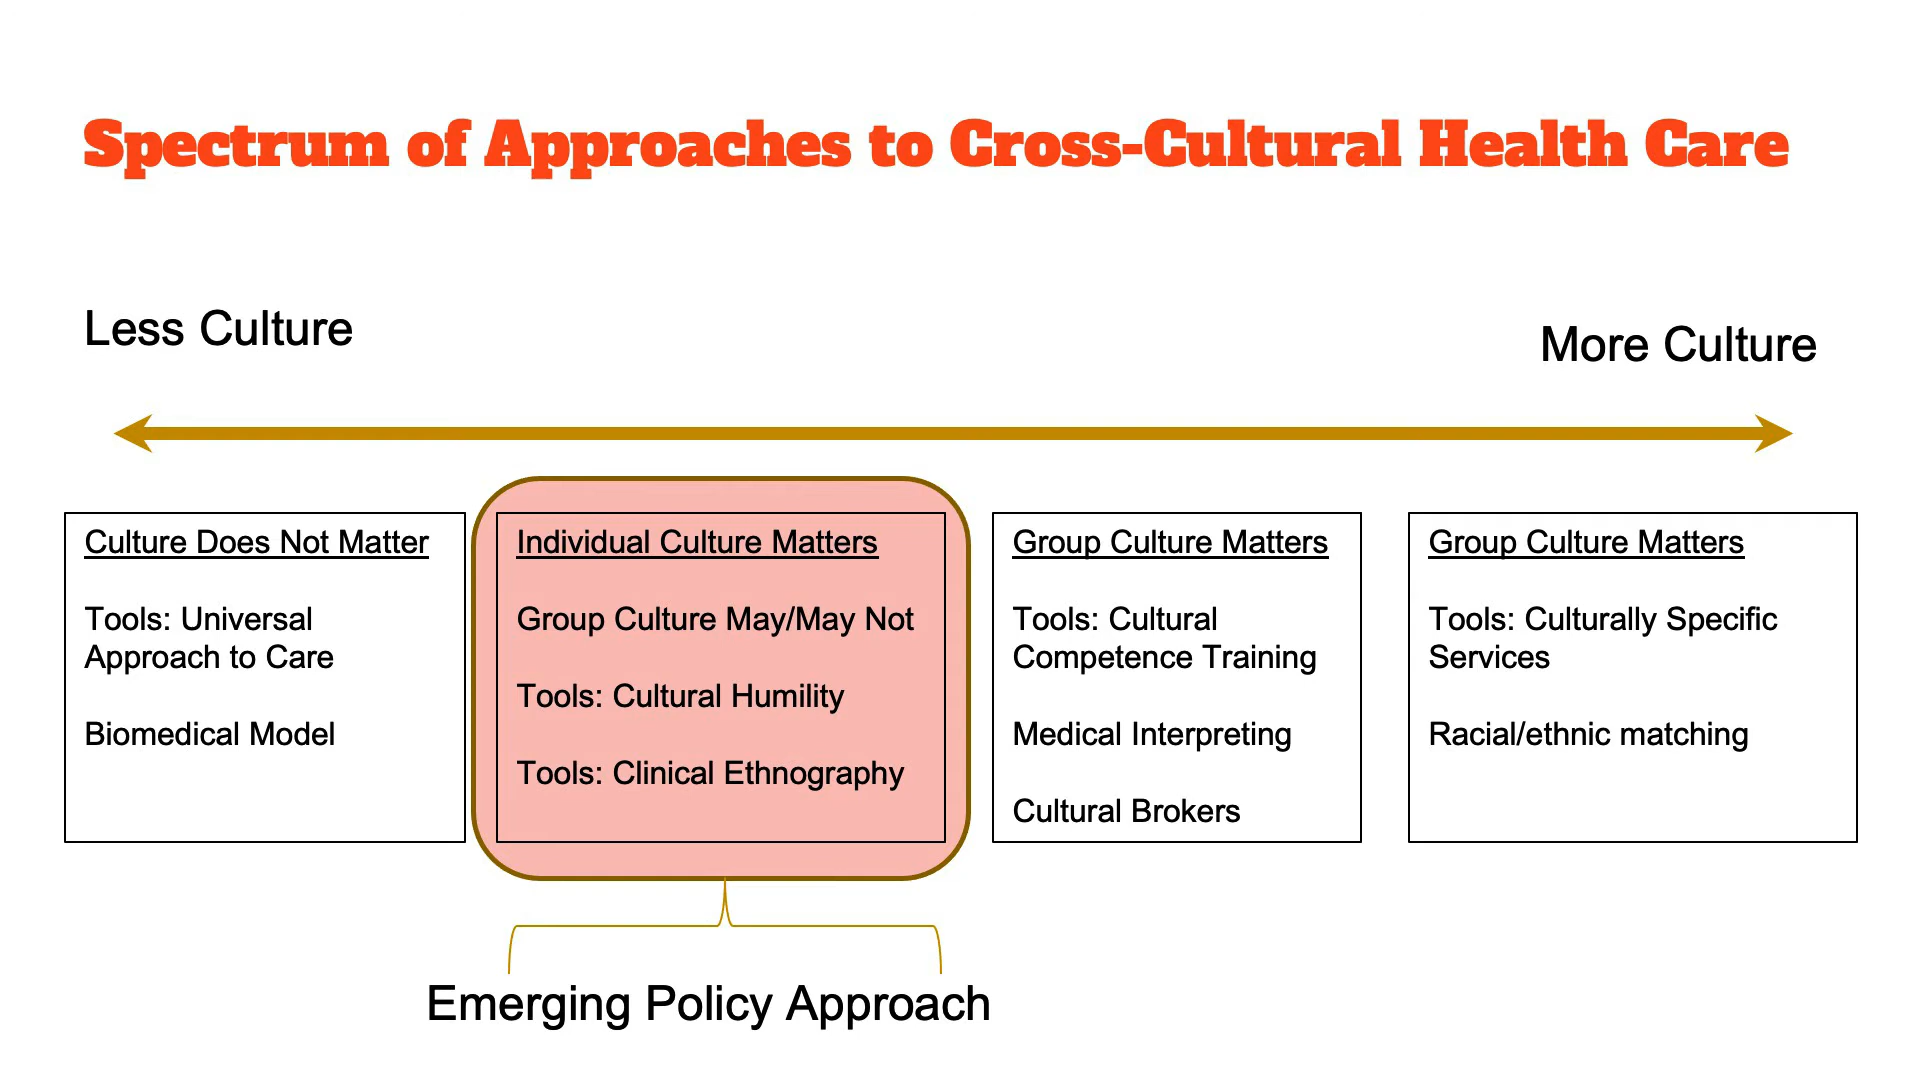 Spectrum of Approaches to Cross-Cultural Health Care
Less Culture
More Culture
Culture Does Not Matter
Tools: Universal
Approach to Care
Biomedical Model
Individual Culture Matters
Group Culture May/May Not
Tools: Cultural Humility
Tools: Clinical Ethnography
Group Culture Matters
Tools: Cultural
Competence Training
Medical Interpreting
Cultural Brokers
Group Culture Matters
Tools: Culturally Specific
Services
Racial/ethnic matching
Emerging Policy Approach